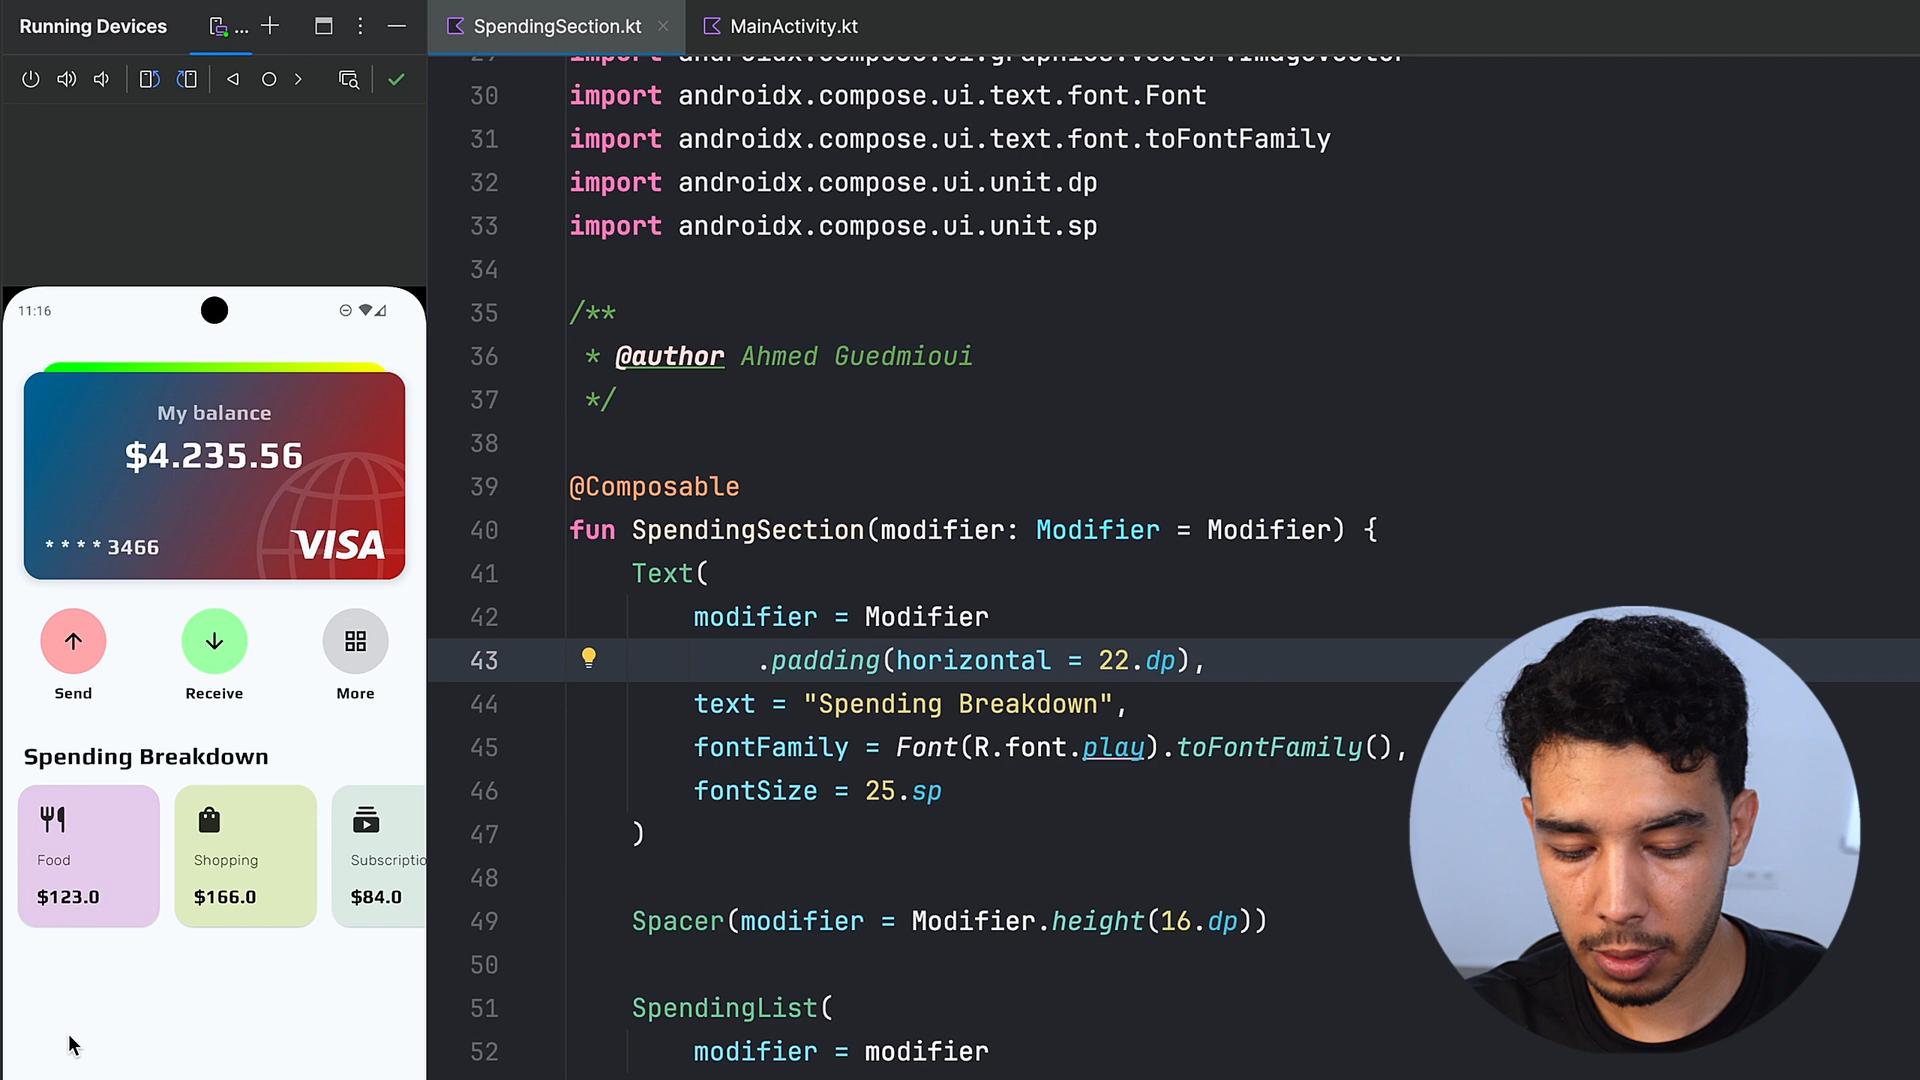 Running Devices
...
SpendingSection.kt
MainActivity.kt
30 import androidx.compose.ui.text.font.Font
31 import androidx.compose.ui.text.font.toFontFamily
32 import androidx.compose.ui.unit.dp
33 import androidx.compose.ui.unit.sp
34
35 /**
36 * @author Ahmed Guedmioui
37 */
38
39 @Composable
40 fun SpendingSection(modifier: Modifier = Modifier) {
41 Text(
42 modifier = Modifier
43 .padding(horizontal = 22.dp),
44 text = "Spending Breakdown",
45 fontFamily = Font(R.font.play).toFontFamily(),
46 fontSize = 25.sp
47 )
48
49 Spacer(modifier = Modifier.height(16.dp))
50
51 SpendingList(
52 modifier = modifier
11:16
My balance
$4.235.56
* * * * 3466
VISA
Send
Receive
More
Spending Breakdown
Food
$123.0
Shopping
$166.0
Subscriptio
$84.0